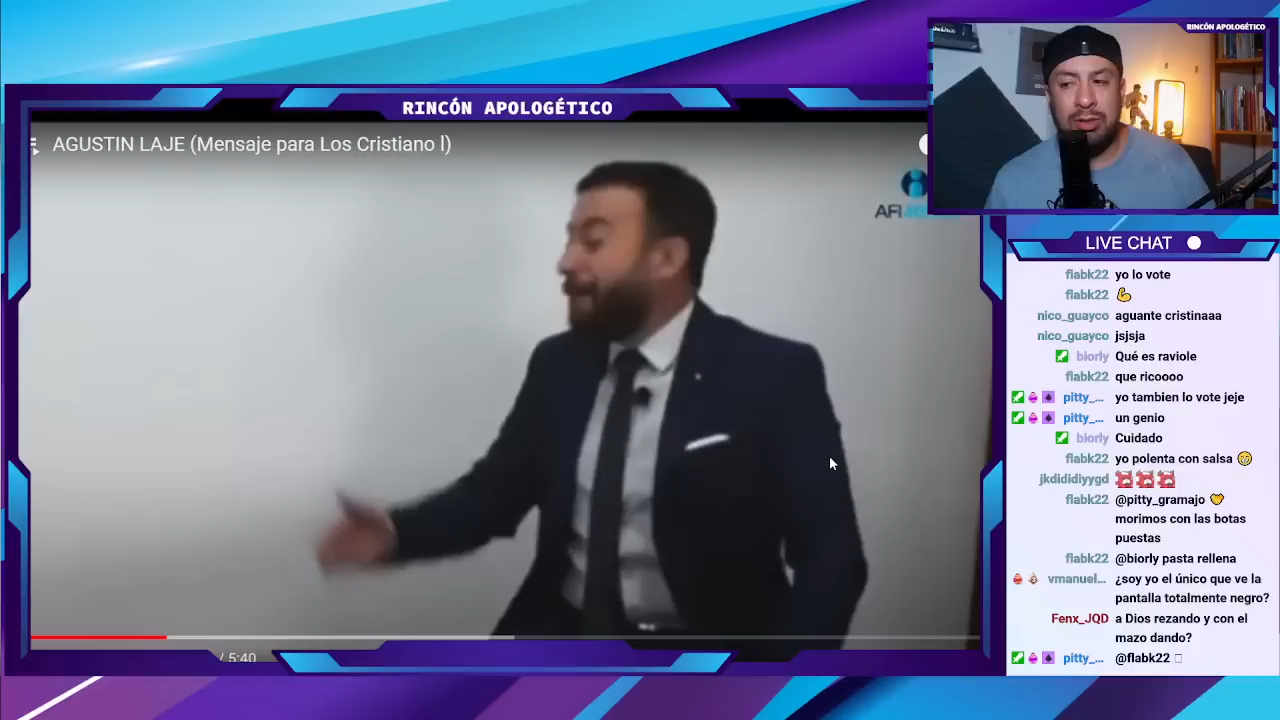 RINCÓN APOLOGÉTICO
RINCÓN APOLOGÉTICO
AGUSTIN LAJE (Mensaje para Los Cristiano l)
AFI
LIVE CHAT
flabk22 yo lo vote
flabk22 💪
nico_guayco aguante cristinaaa
nico_guayco jsjsja
biorly Qué es raviole
flabk22 que ricoooo
pitty_... yo tambien lo vote jeje
pitty_... un genio
biorly Cuidado
flabk22 yo polenta con salsa 😁
jkdididiyygd
flabk22 @pitty_gramajo 💛
morimos con las botas
puestas
flabk22 @biorly pasta rellena
vmanuel... ¿soy yo el único que ve la
pantalla totalmente negro?
Fenx_JQD a Dios rezando y con el
mazo dando?
pitty_... @flabk22
/ 5:40